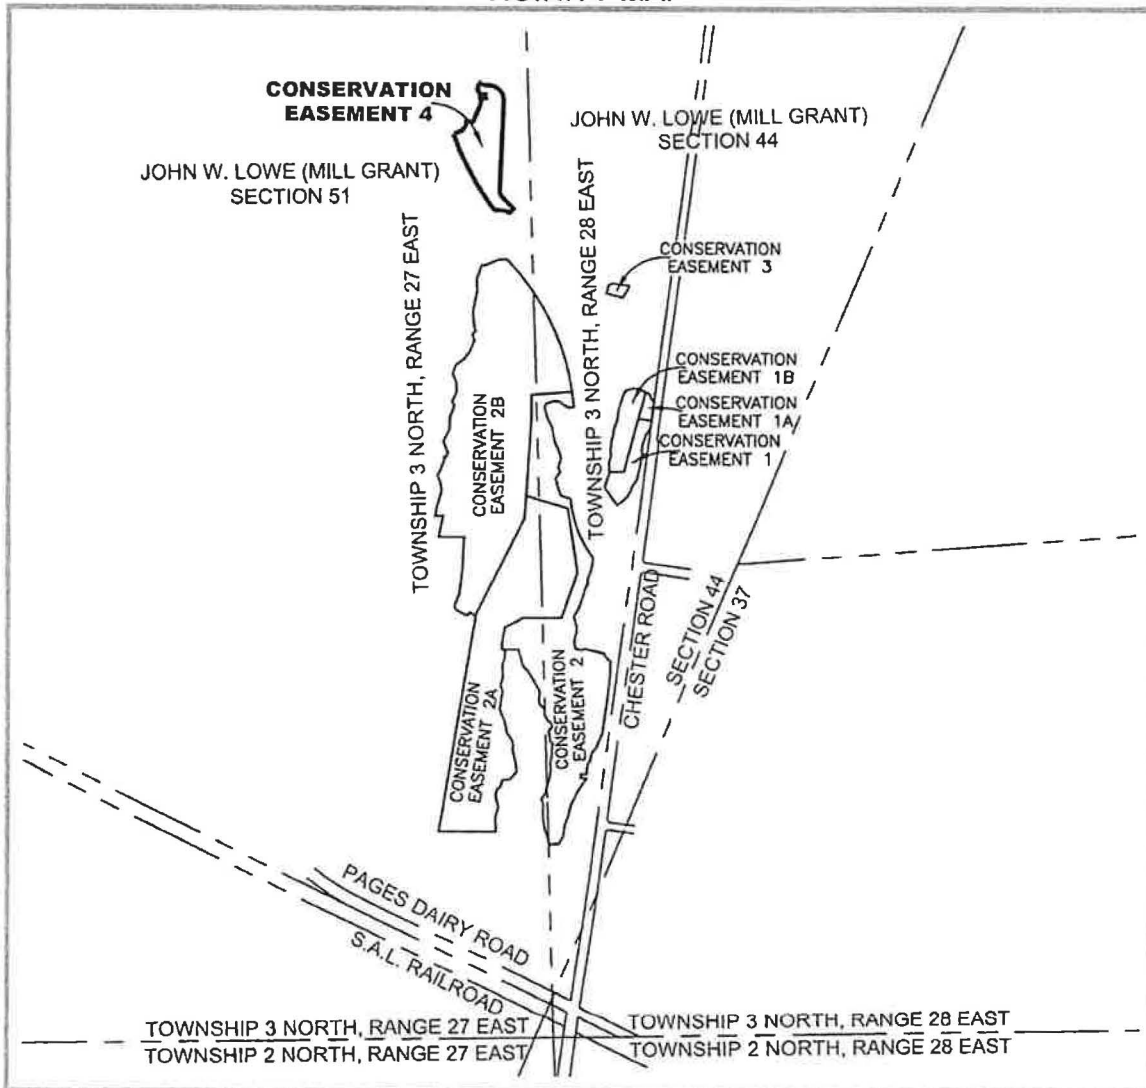 CONSERVATION
EASEMENT 4
JOHN W. LOWE (MILL GRANT)
SECTION 44
JOHN W. LOWE (MILL GRANT)
SECTION 51
TOWNSHIP 3 NORTH, RANGE 27 EAST
TOWNSHIP 3 NORTH, RANGE 28 EAST
CONSERVATION
EASEMENT 3
CONSERVATION
EASEMENT 1B
CONSERVATION
EASEMENT 1A
CONSERVATION
EASEMENT 1
CONSERVATION
EASEMENT 2B
CONSERVATION
EASEMENT 2A
CONSERVATION
EASEMENT 2
CHESTER ROAD
SECTION 44
SECTION 37
PAGES DAIRY ROAD
S.A.L. RAILROAD
TOWNSHIP 3 NORTH, RANGE 27 EAST
TOWNSHIP 2 NORTH, RANGE 27 EAST
TOWNSHIP 3 NORTH, RANGE 28 EAST
TOWNSHIP 2 NORTH, RANGE 28 EAST